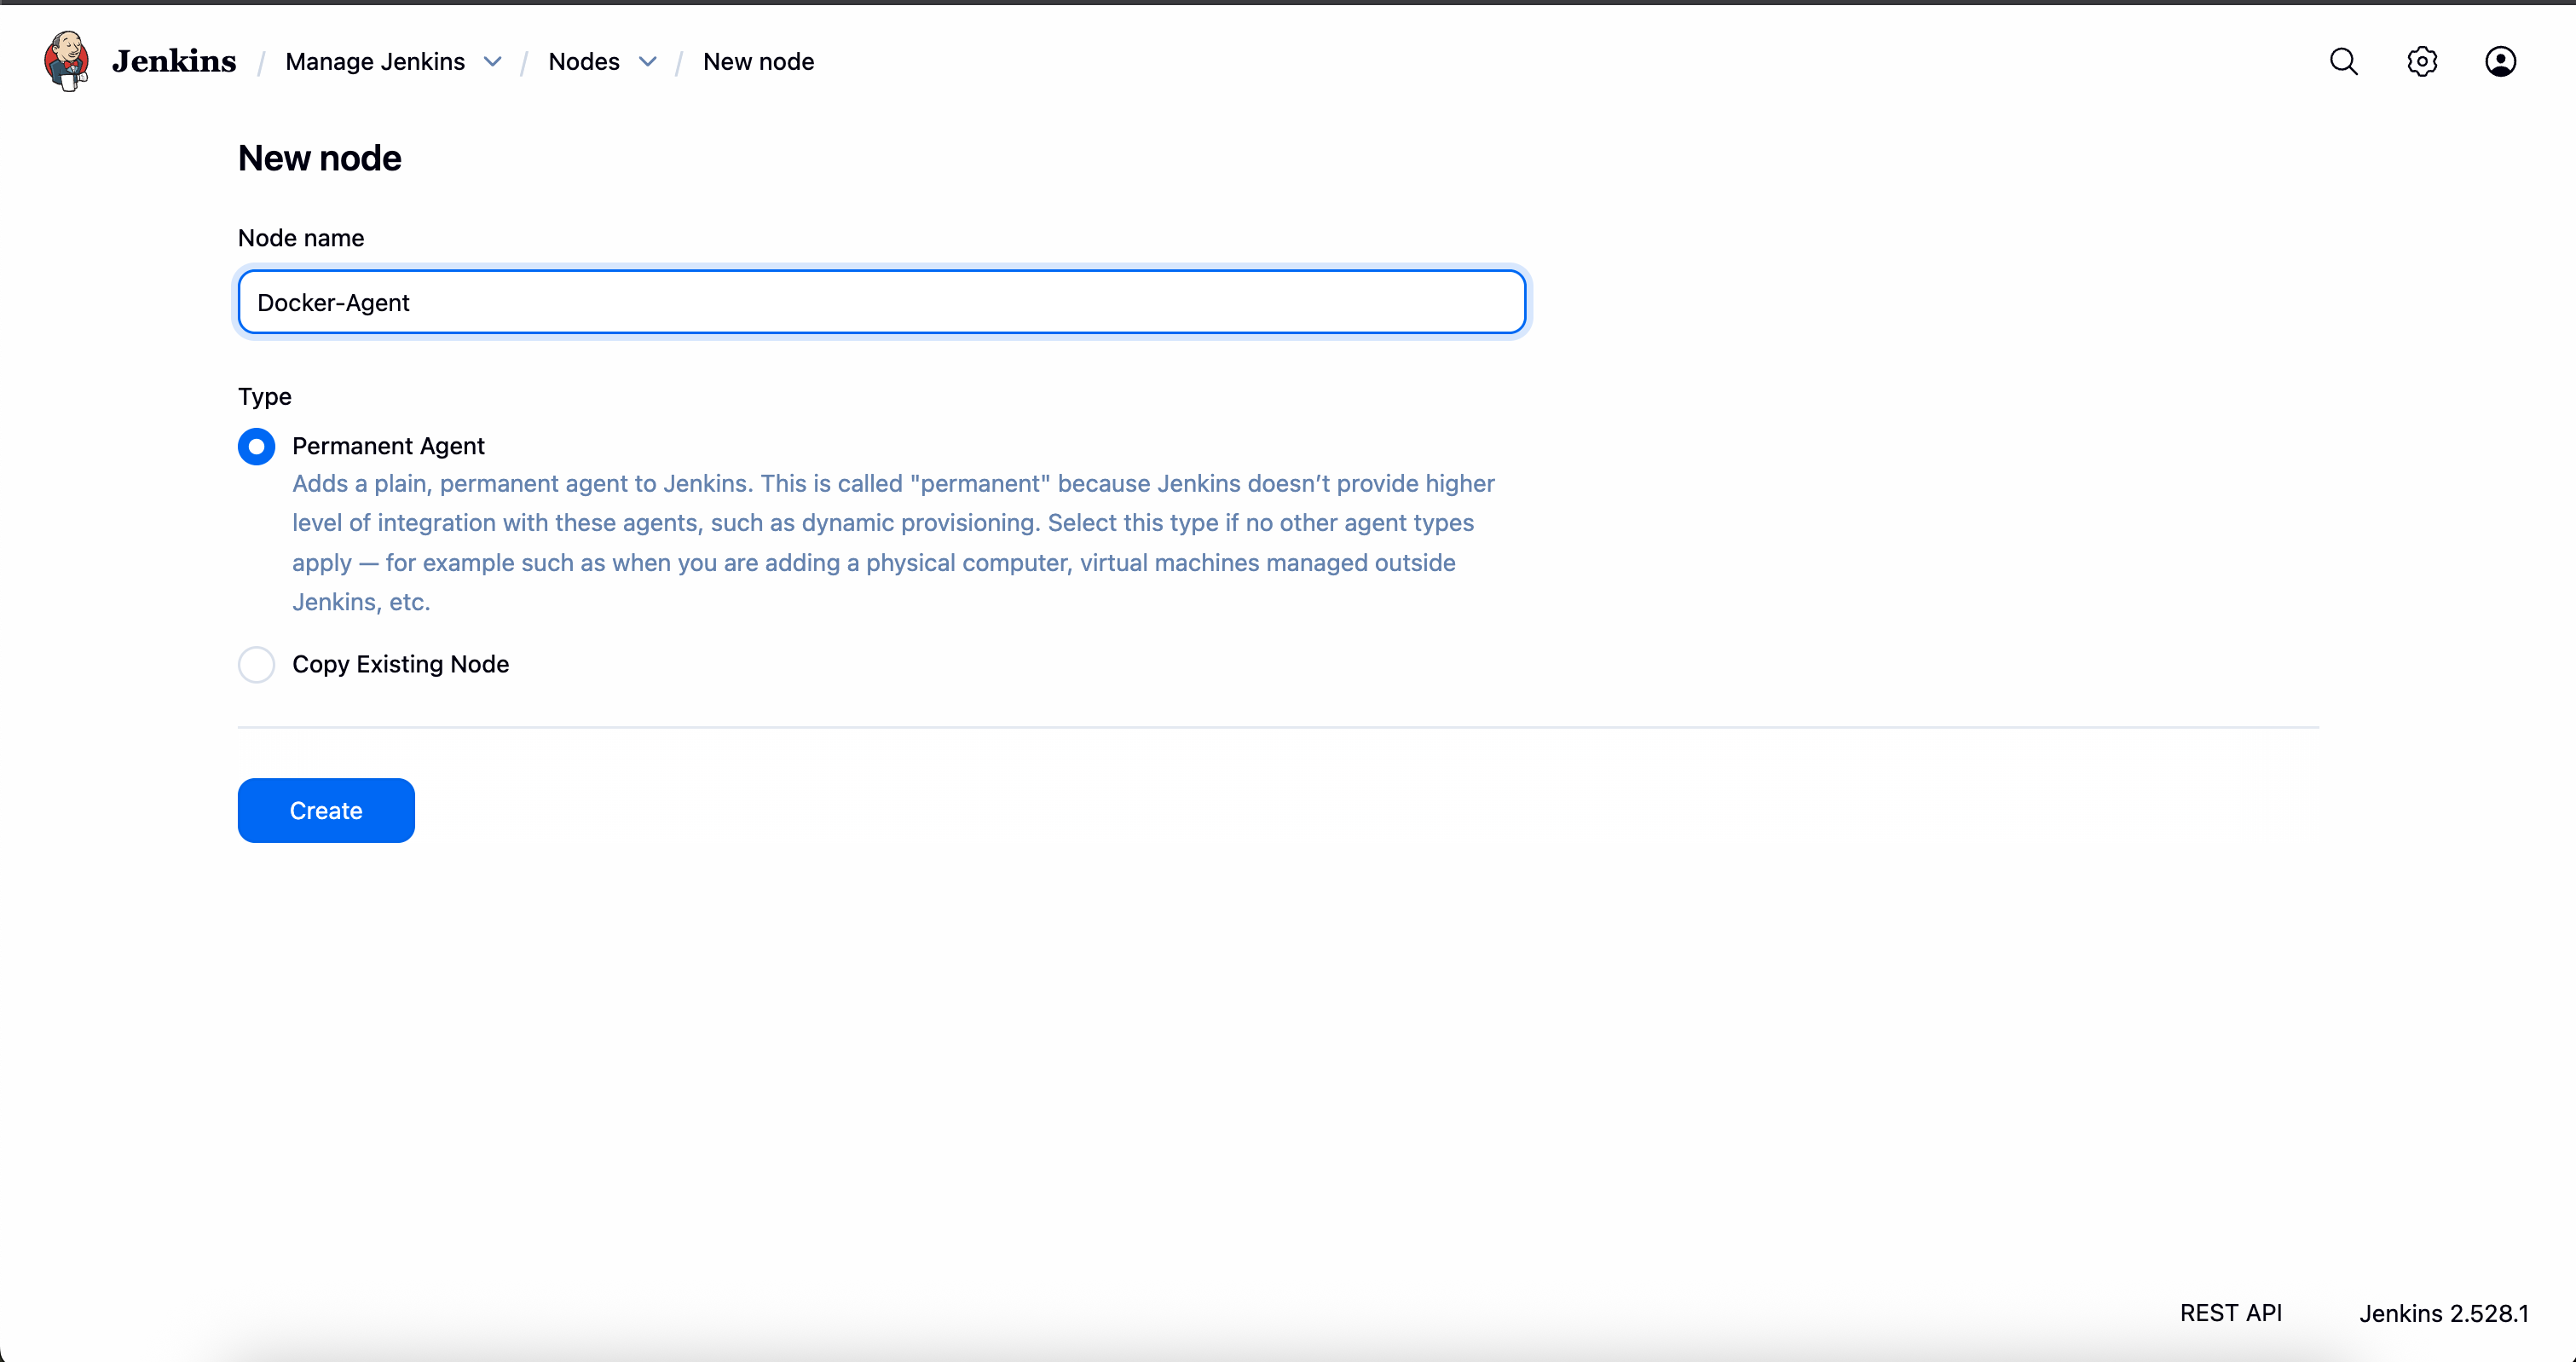 Jenkins / Manage Jenkins / Nodes / New node
New node
Node name
Docker-Agent
Type
Permanent Agent
Adds a plain, permanent agent to Jenkins. This is called "permanent" because Jenkins doesn’t provide higher
level of integration with these agents, such as dynamic provisioning. Select this type if no other agent types
apply — for example such as when you are adding a physical computer, virtual machines managed outside
Jenkins, etc.
Copy Existing Node
Create
REST API Jenkins 2.528.1